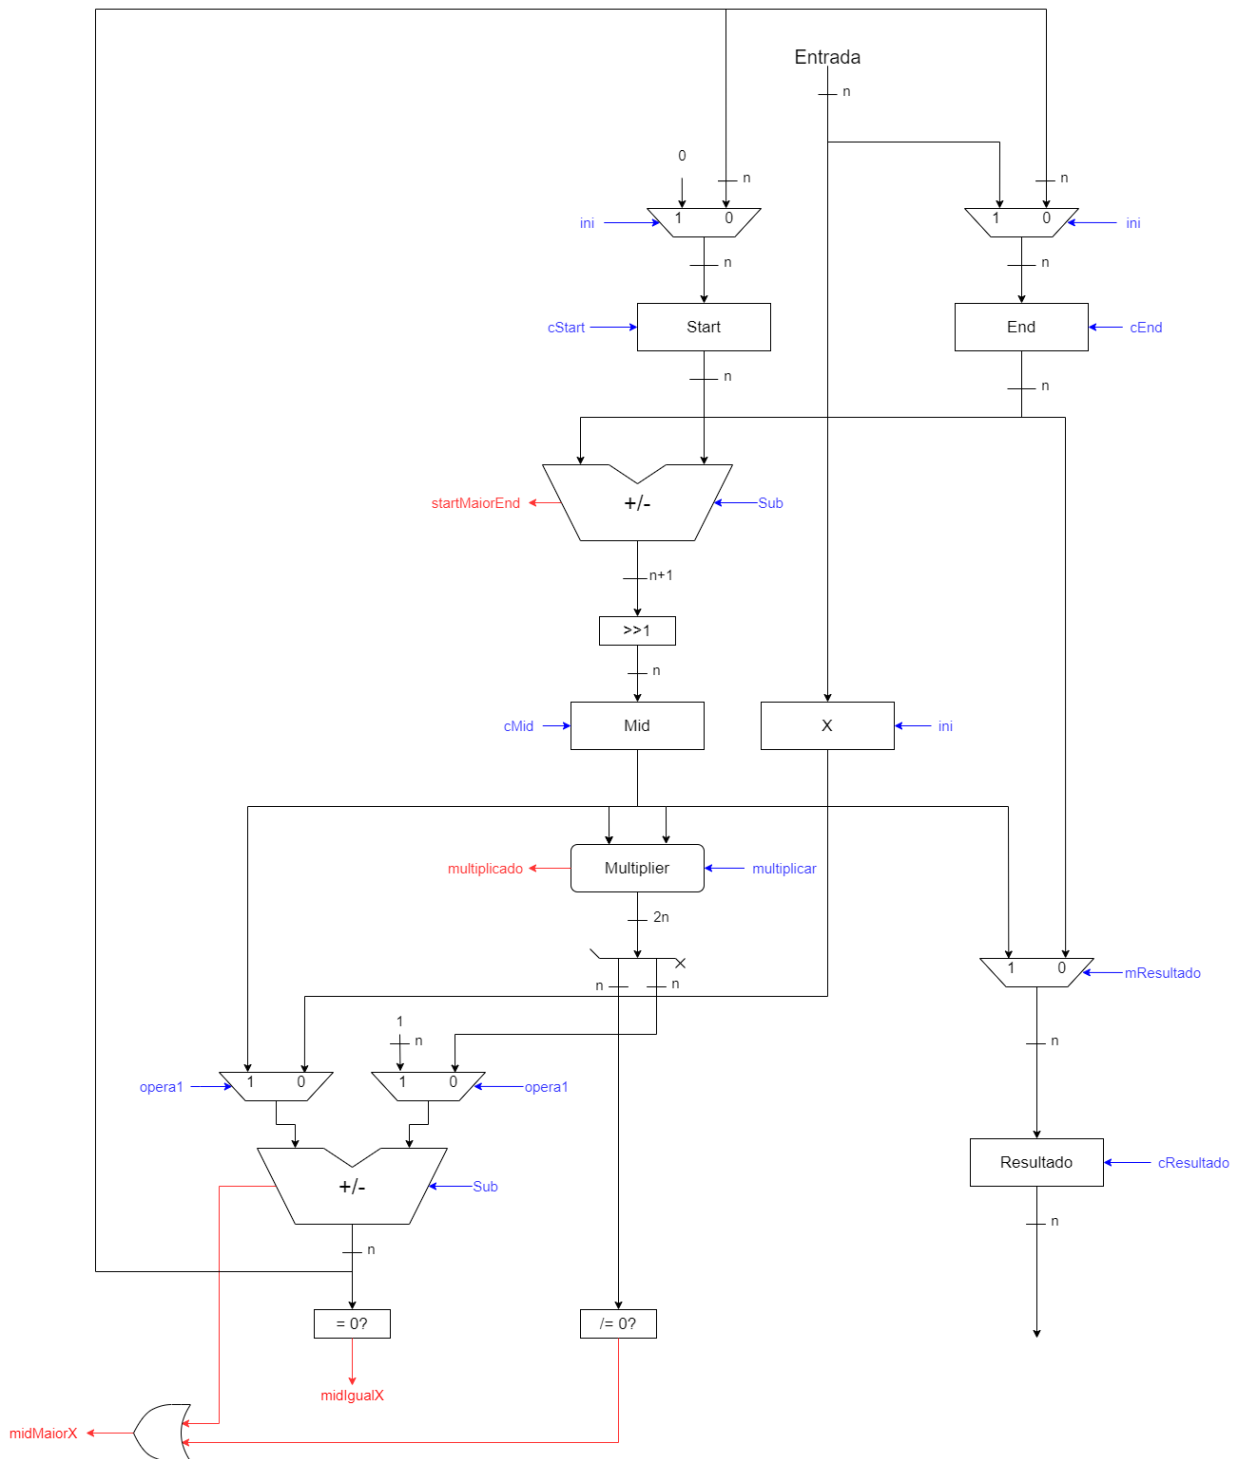 Entrada
n
0
n
n
1 0
1 0
ini
ini
n
n
cStart
Start
End
cEnd
n
n
startMaiorEnd
+/-
Sub
n+1
>>1
n
cMid
Mid
X
ini
multiplicado
Multiplier
multiplicar
2n
1 0
mResultado
n
n
1
n
n
opera1
1 0
1 0
opera1
Resultado
cResultado
+/-
Sub
n
n
= 0?
/= 0?
midIgualX
midMaiorX